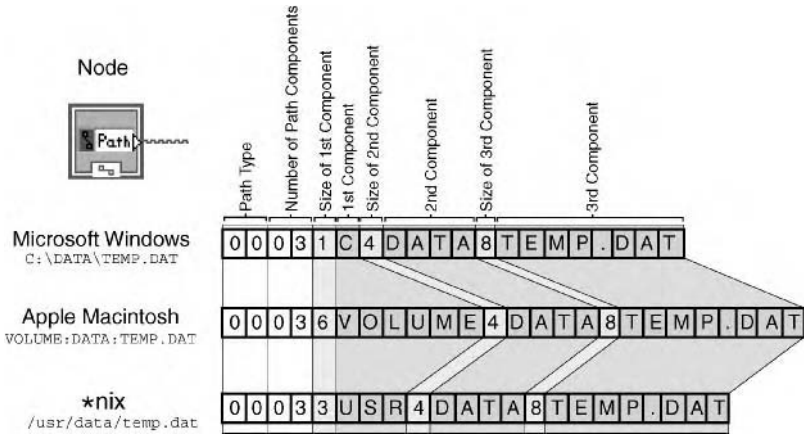 Node
Path
Path Type
Number of Path Components
Size of 1st Component
1st Component
Size of 2nd Component
2nd Component
Size of 3rd Component
3rd Component
Microsoft Windows
C:\DATA\TEMP.DAT
0 0 0 3 1 C 4 D A T A 8 T E M P . D A T
Apple Macintosh
VOLUME:DATA:TEMP.DAT
0 0 0 3 6 V O L U M E 4 D A T A 8 T E M P . D A T
*nix
/usr/data/temp.dat
0 0 0 3 3 U S R 4 D A T A 8 T E M P . D A T